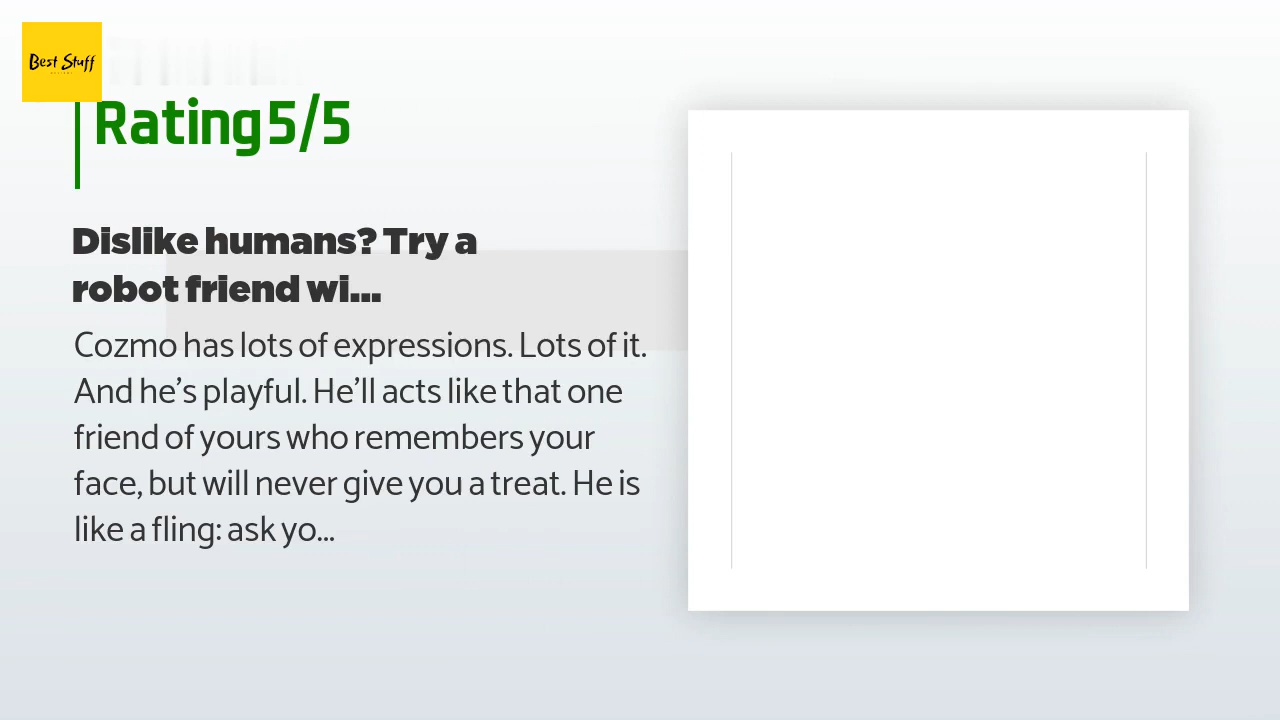 Best Stuff
Rating 5/5
Dislike humans? Try a
robot friend wi...
Cozmo has lots of expressions. Lots of it.
And he's playful. He'll acts like that one
friend of yours who remembers your
face, but will never give you a treat. He is
like a fling: ask yo...